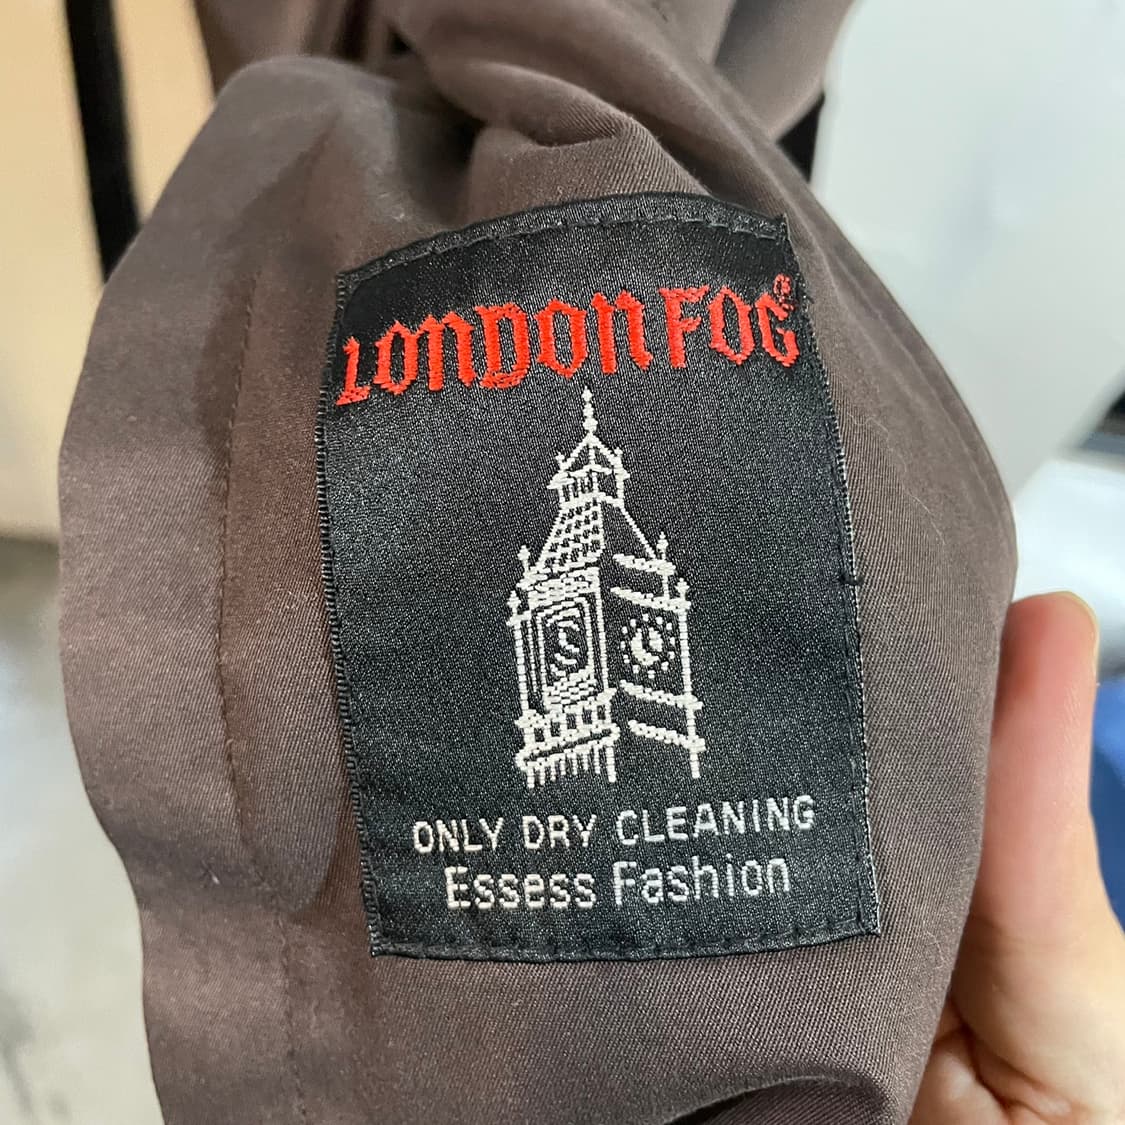 LONDON FOG®
ONLY DRY CLEANING
Essess Fashion